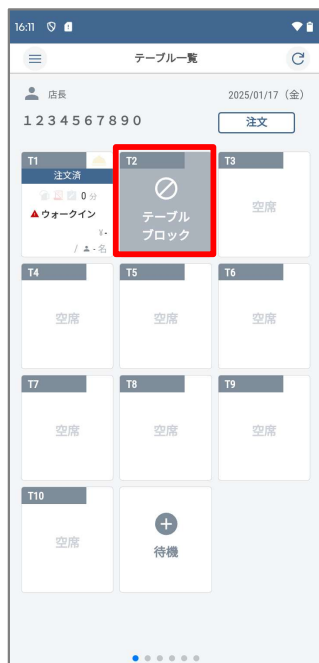 16:11
テーブル一覧
店長
2025/01/17（金）
1234567890
注文
T1
注文済
0 分
ウォークイン
¥-
/ - 名
T2
テーブル
ブロック
T3
空席
T4
空席
T5
空席
T6
空席
T7
空席
T8
空席
T9
空席
T10
空席
待機